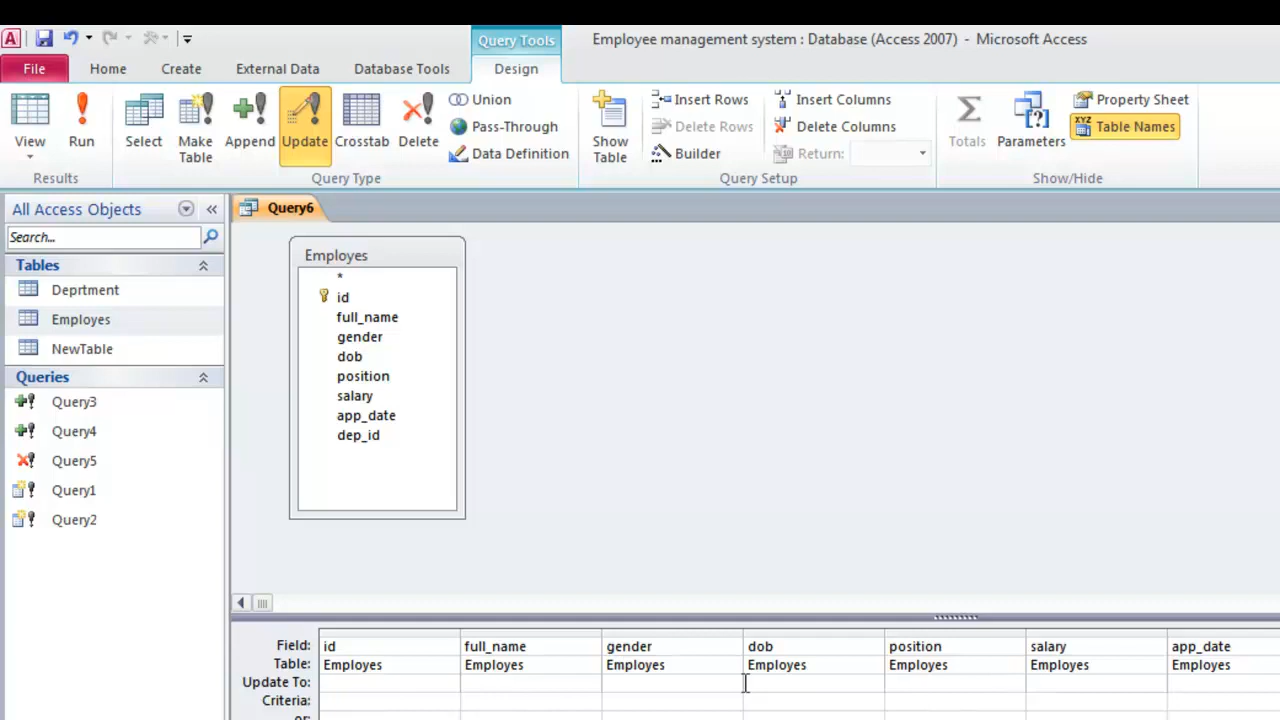 Employee management system : Database (Access 2007) - Microsoft Access
Query Tools
File Home Create External Data Database Tools Design
View Run Select Make Table Append Update Crosstab Delete
Union
Pass-Through
Data Definition
Show Table
Insert Rows
Delete Rows
Builder
Insert Columns
Delete Columns
Return:
Totals Parameters
Property Sheet
XYZ Table Names
Results Query Type Query Setup Show/Hide
All Access Objects
Search...
Tables
Deprtment
Employes
NewTable
Queries
Query3
Query4
Query5
Query1
Query2
Query6
Employes
*
id
full_name
gender
dob
position
salary
app_date
dep_id
Field: id full_name gender dob position salary app_date
Table: Employes Employes Employes Employes Employes Employes Employes
Update To:
Criteria:
or: